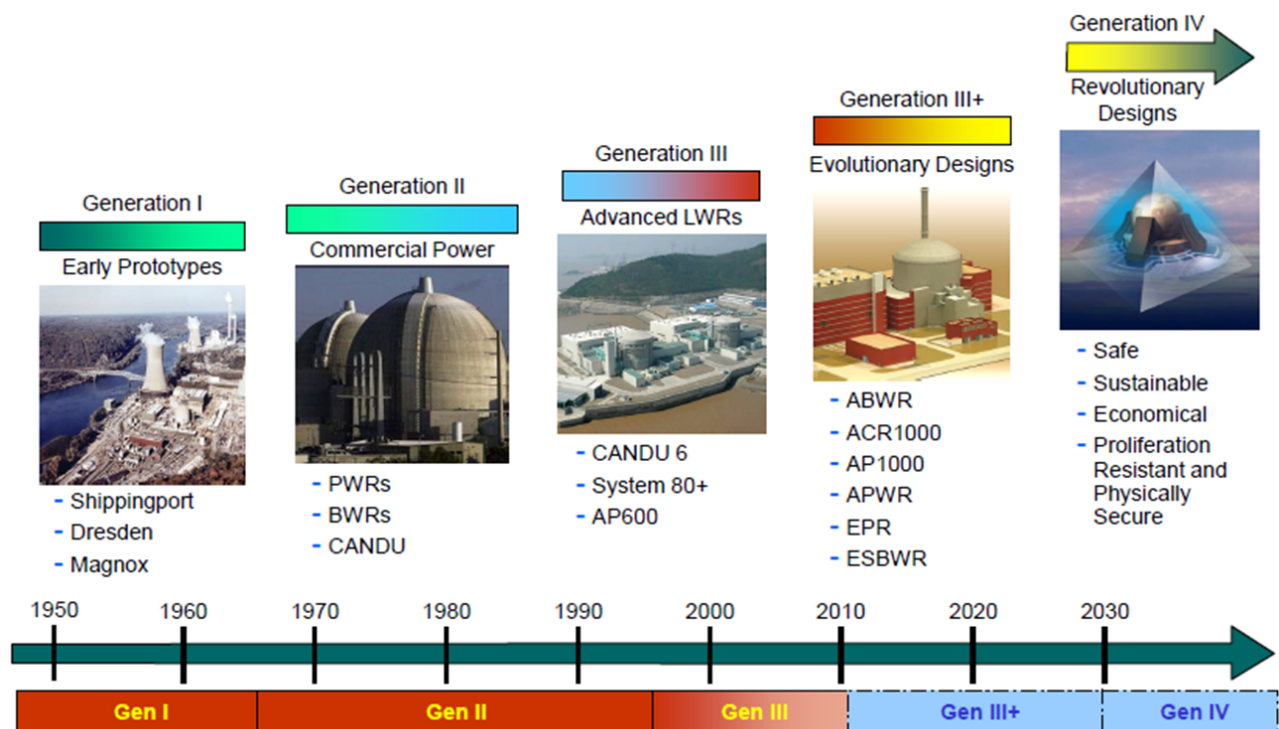 Generation I
Early Prototypes
- Shippingport
- Dresden
- Magnox
Generation II
Commercial Power
- PWRs
- BWRs
- CANDU
Generation III
Advanced LWRs
- CANDU 6
- System 80+
- AP600
Generation III+
Evolutionary Designs
- ABWR
- ACR1000
- AP1000
- APWR
- EPR
- ESBWR
Generation IV
Revolutionary
Designs
- Safe
- Sustainable
- Economical
- Proliferation
Resistant and
Physically
Secure
1950 1960 1970 1980 1990 2000 2010 2020 2030
Gen I Gen II Gen III Gen III+ Gen IV